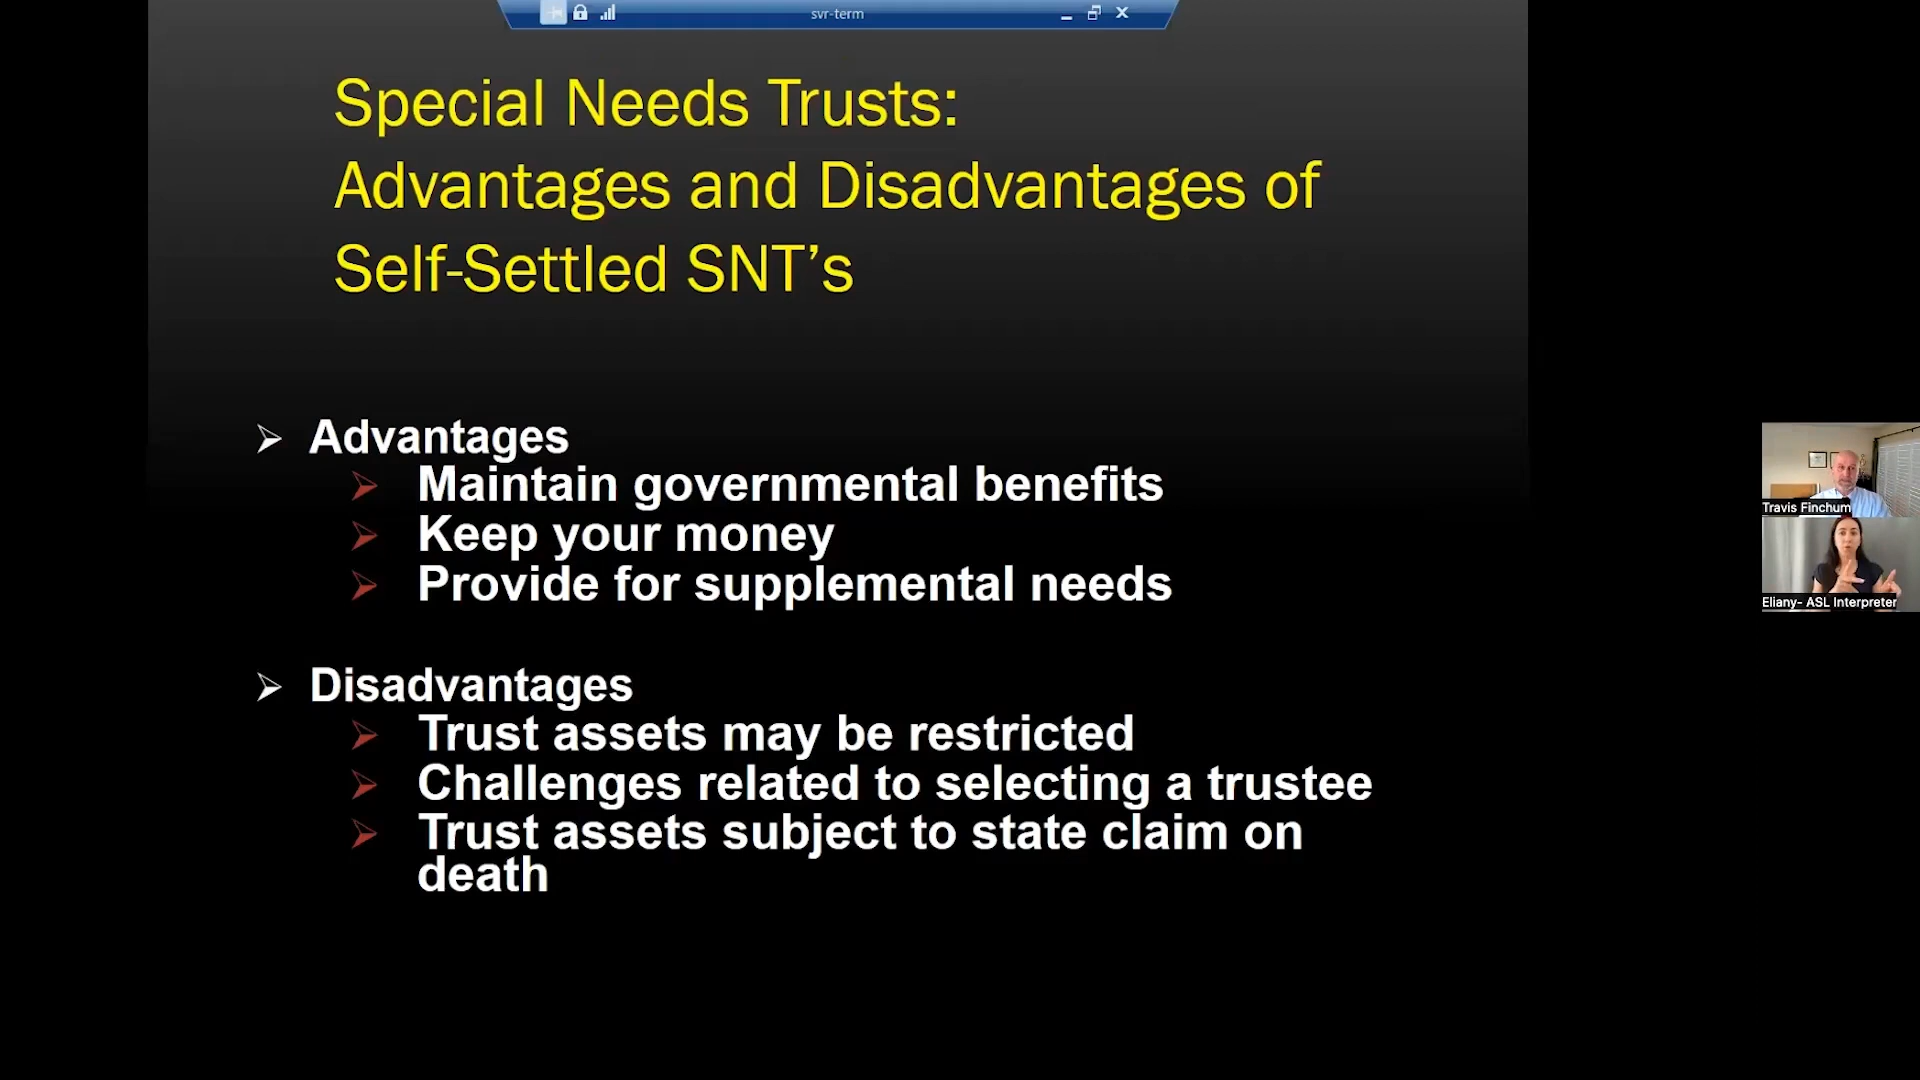 svr-term
Special Needs Trusts:
Advantages and Disadvantages of
Self-Settled SNT’s
Advantages
Maintain governmental benefits
Keep your money
Provide for supplemental needs
Disadvantages
Trust assets may be restricted
Challenges related to selecting a trustee
Trust assets subject to state claim on
death
Travis Finchum
Eliany- ASL Interpreter